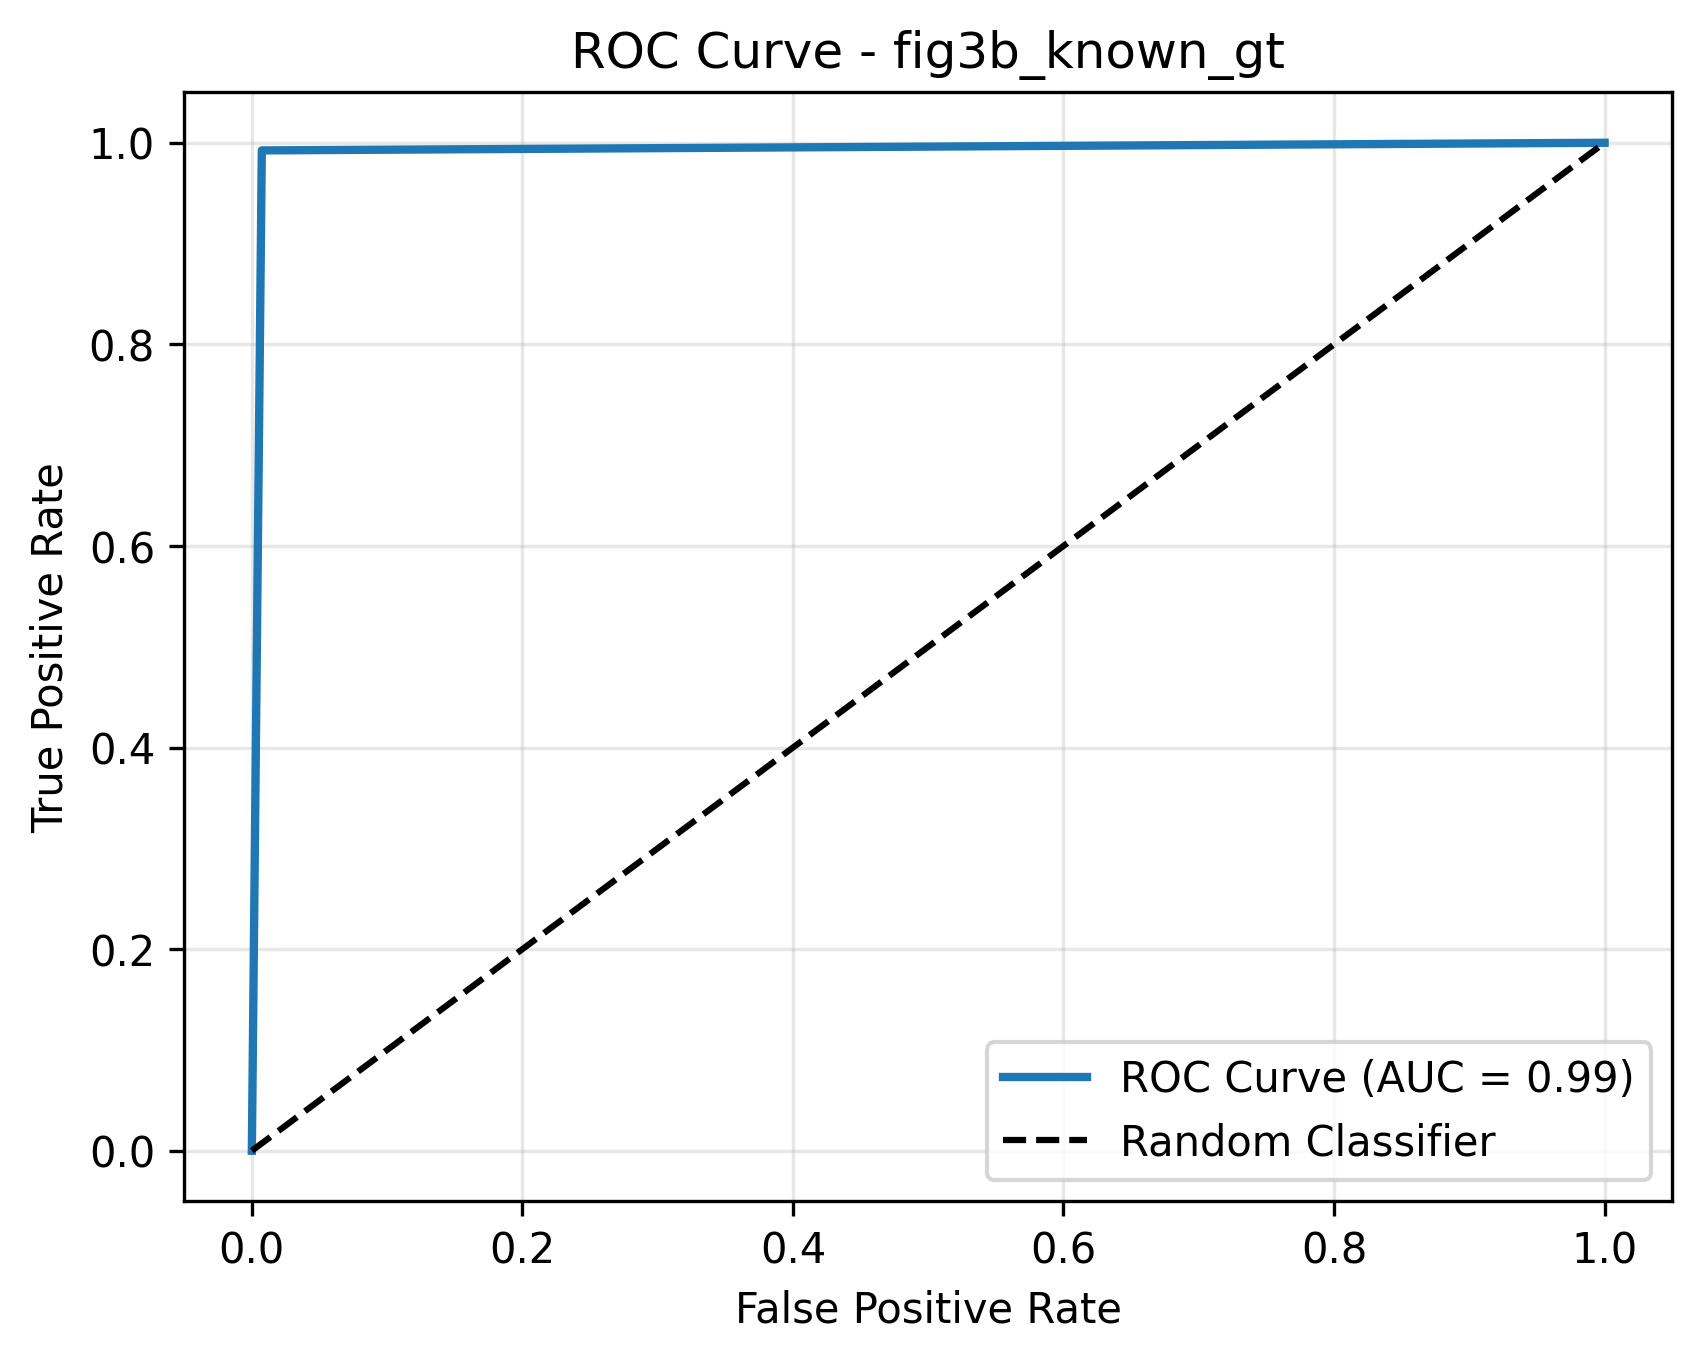 ROC Curve - fig3b_known_gt
True Positive Rate
1.0
0.8
0.6
0.4
0.2
0.0
ROC Curve (AUC = 0.99)
Random Classifier
0.0 0.2 0.4 0.6 0.8 1.0
False Positive Rate